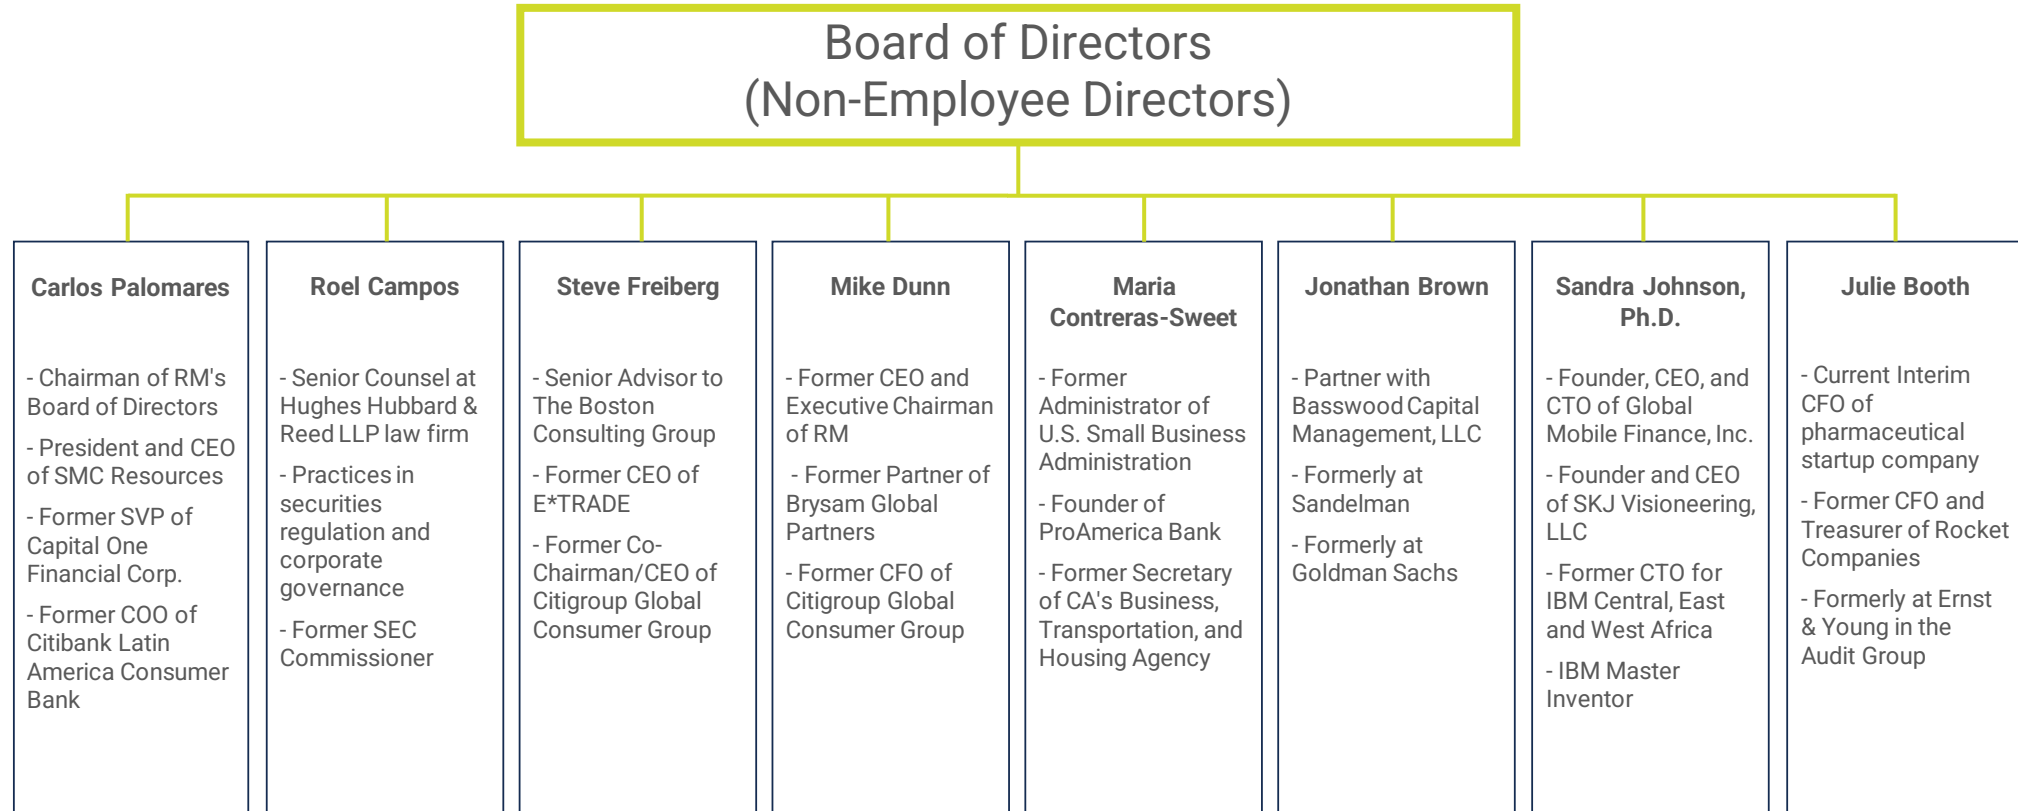 Board of Directors
(Non-Employee Directors)
Carlos Palomares
- Chairman of RM's
Board of Directors
- President and CEO
of SMC Resources
- Former SVP of
Capital One
Financial Corp.
- Former COO of
Citibank Latin
America Consumer
Bank
Roel Campos
- Senior Counsel at
Hughes Hubbard &
Reed LLP law firm
- Practices in
securities
regulation and
corporate
governance
- Former SEC
Commissioner
Steve Freiberg
- Senior Advisor to
The Boston
Consulting Group
- Former CEO of
E*TRADE
- Former Co-
Chairman/CEO of
Citigroup Global
Consumer Group
Mike Dunn
- Former CEO and
Executive Chairman
of RM
- Former Partner of
Brysam Global
Partners
- Former CFO of
Citigroup Global
Consumer Group
Maria
Contreras-Sweet
- Former
Administrator of
U.S. Small Business
Administration
- Founder of
ProAmerica Bank
- Former Secretary
of CA's Business,
Transportation, and
Housing Agency
Jonathan Brown
- Partner with
Basswood Capital
Management, LLC
- Formerly at
Sandelman
- Formerly at
Goldman Sachs
Sandra Johnson,
Ph.D.
- Founder, CEO, and
CTO of Global
Mobile Finance, Inc.
- Founder and CEO
of SKJ Visioneering,
LLC
- Former CTO for
IBM Central, East
and West Africa
- IBM Master
Inventor
Julie Booth
- Current Interim
CFO of
pharmaceutical
startup company
- Former CFO and
Treasurer of Rocket
Companies
- Formerly at Ernst
& Young in the
Audit Group